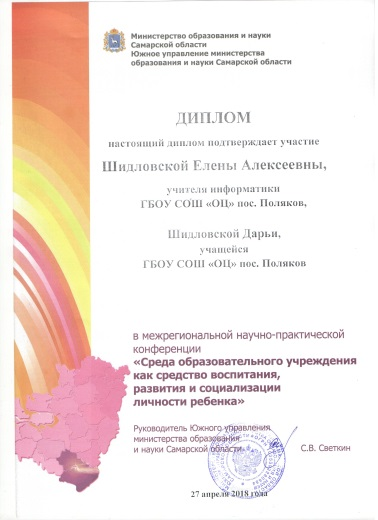 Министерство образования и науки
Самарской области
Южное управление министерства
образования и науки Самарской области
ДИПЛОМ
настоящий диплом подтверждает участие
Шидловской Елены Алексеевны,
учителя информатики
ГБОУ СОШ «ОЦ» пос. Поляков,
Шидловской Дарьи,
учащейся
ГБОУ СОШ «ОЦ» пос. Поляков
в межрегиональной научно-практической
конференции
«Среда образовательного учреждения
как средство воспитания,
развития и социализации
личности ребенка»
Руководитель Южного управления
министерства образования
и науки Самарской области
С.В. Светкин
27 апреля 2018 года